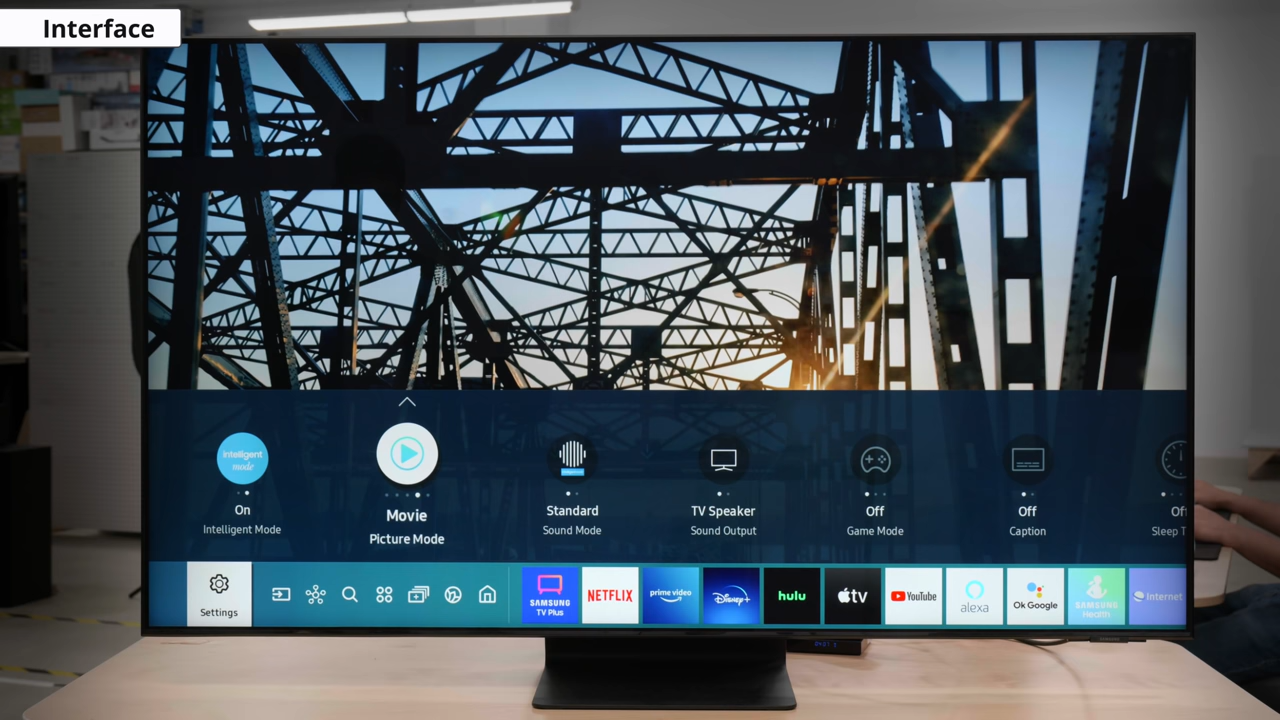 Interface
intelligent
mode
On
Intelligent Mode
Movie
Picture Mode
Standard
Sound Mode
TV Speaker
Sound Output
Off
Game Mode
Off
Caption
Of
Sleep T
Settings
SAMSUNG
TV Plus
NETFLIX
prime video
Disney+
hulu
tv
YouTube
alexa
Ok Google
SAMSUNG
Health
Internet